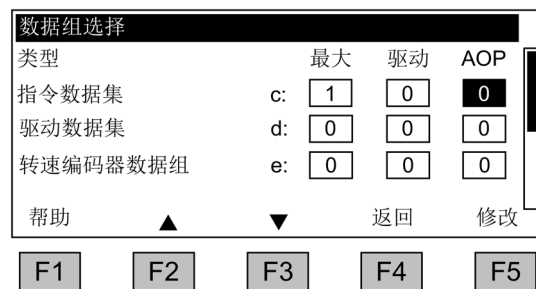 数据组选择
类型 最大 驱动 AOP
指令数据集 c: 1 0 0
驱动数据集 d: 0 0 0
转速编码器数据组 e: 0 0 0
帮助 ▲ ▼ 返回 修改
F1 F2 F3 F4 F5